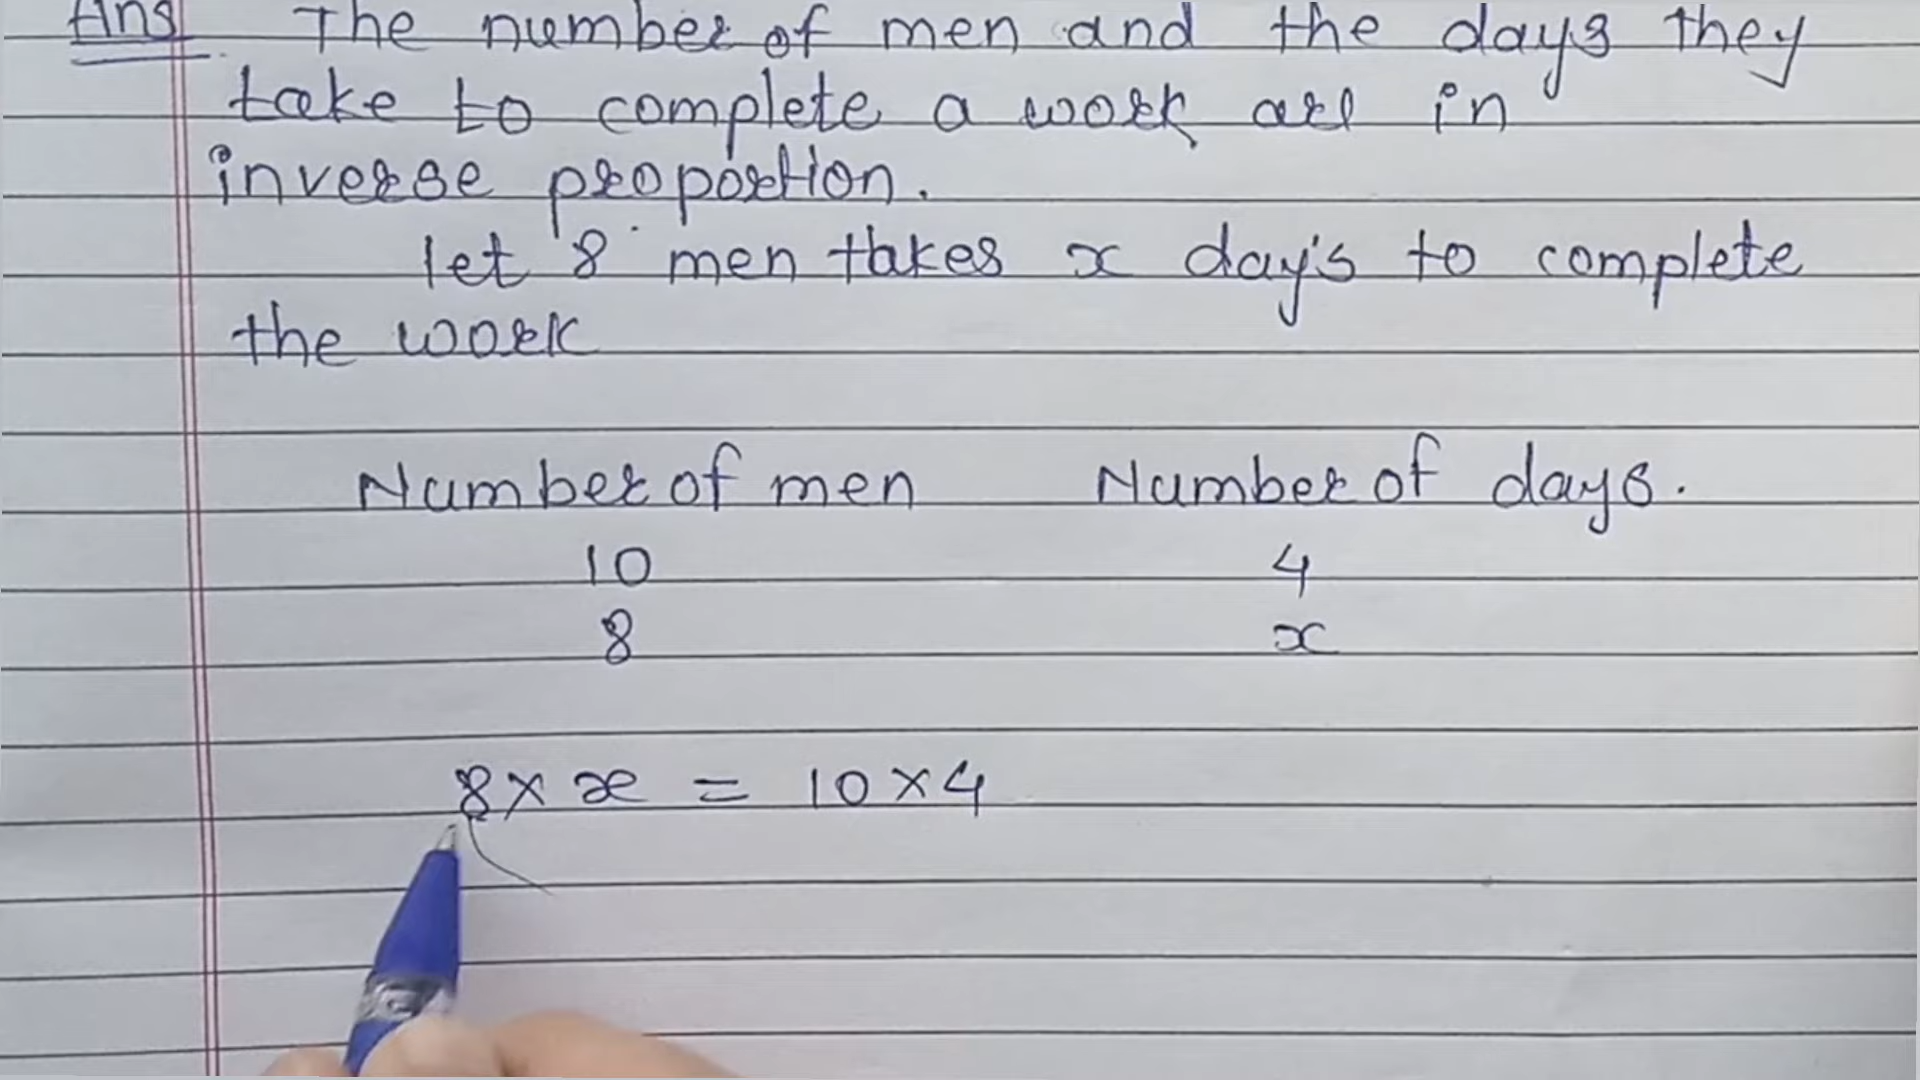 Ans The number of men and the days they
take to complete a work are in
inverse proportion.
let 8 men takes x day's to complete
the work
Number of men Number of days.
10 4
8 x
8 × x = 10 × 4